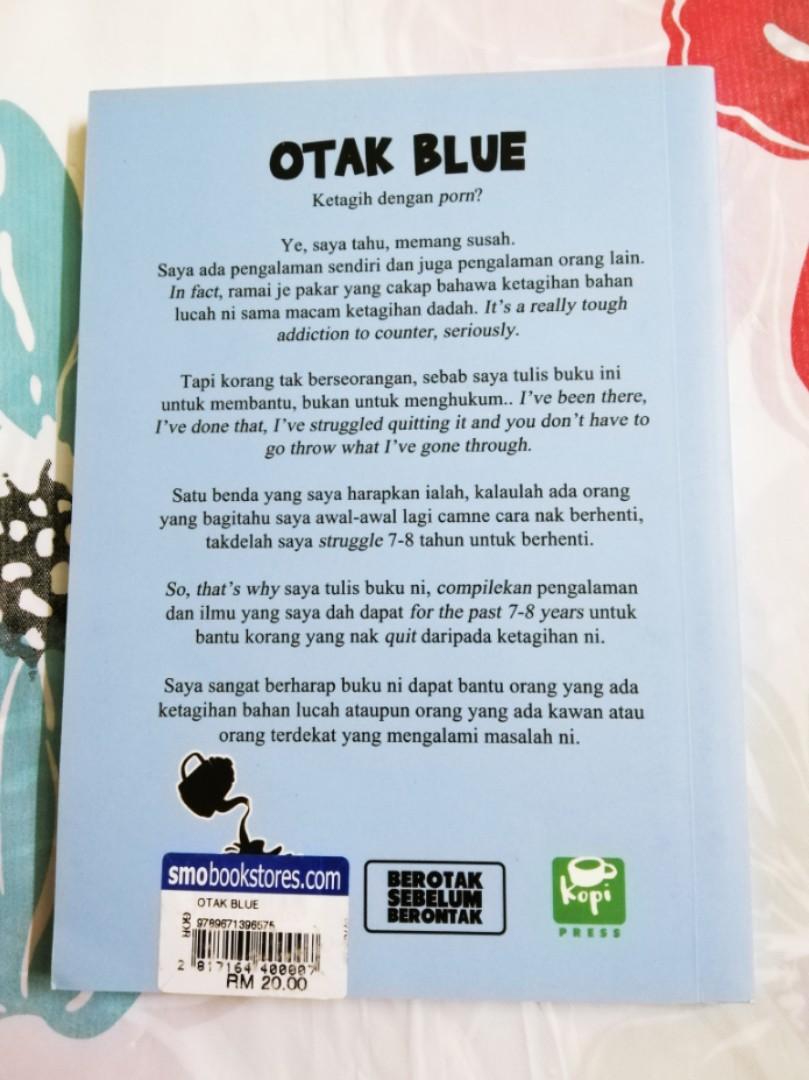 OTAK BLUE
Ketagih dengan porn?
Ye, saya tahu, memang susah.
Saya ada pengalaman sendiri dan juga pengalaman orang lain.
In fact, ramai je pakar yang cakap bahawa ketagihan bahan
lucah ni sama macam ketagihan dadah. It's a really tough
addiction to counter, seriously.
Tapi korang tak berseorangan, sebab saya tulis buku ini
untuk membantu, bukan untuk menghukum.. I've been there,
I've done that, I've struggled quitting it and you don't have to
go throw what I've gone through.
Satu benda yang saya harapkan ialah, kalaulah ada orang
yang bagitahu saya awal-awal lagi camne cara nak berhenti,
takdelah saya struggle 7-8 tahun untuk berhenti.
So, that's why saya tulis buku ni, compilekan pengalaman
dan ilmu yang saya dah dapat for the past 7-8 years untuk
bantu korang yang nak quit daripada ketagihan ni.
Saya sangat berharap buku ni dapat bantu orang yang ada
ketagihan bahan lucah ataupun orang yang ada kawan atau
orang terdekat yang mengalami masalah ni.
smobookstores.com
OTAK BLUE
GOR
9789671396575
2 817164 400007
RM 20.00
BEROTAK
SEBELUM
BERONTAK
Kopi
PRESS